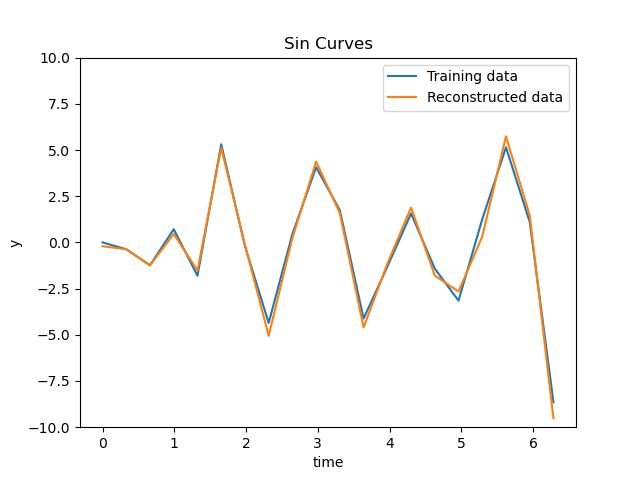 Sin Curves
10.0
7.5
5.0
2.5
0.0
−2.5
−5.0
−7.5
−10.0
y
Training data
Reconstructed data
0 1 2 3 4 5 6
time